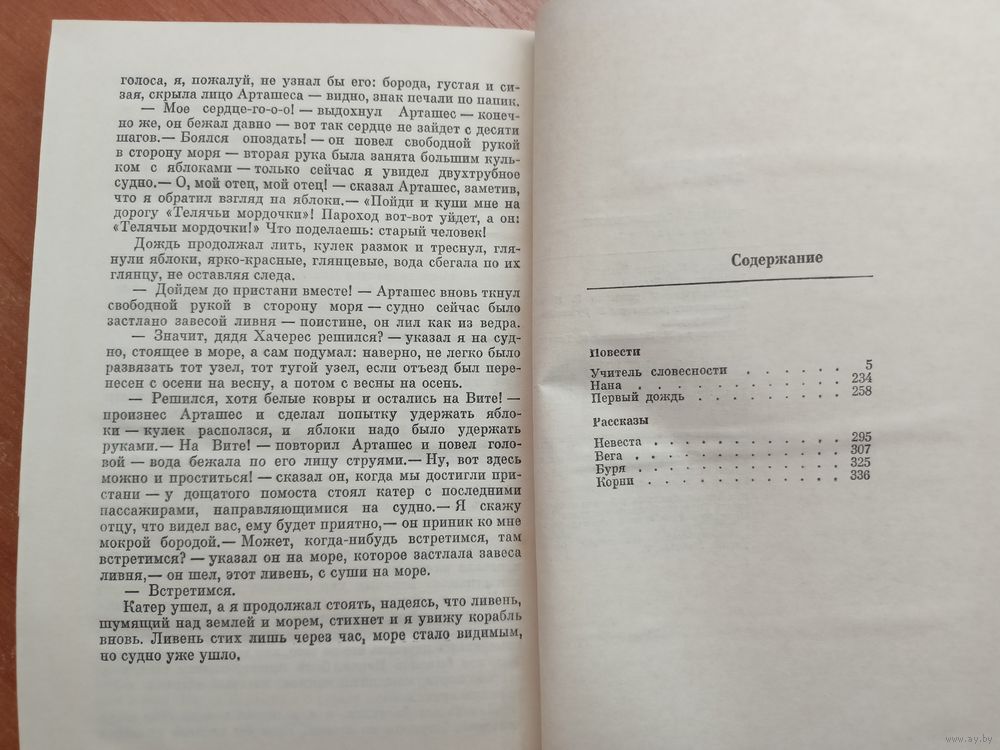 голоса, я, пожалуй, не узнал бы его: борода, густая и си-
зая, скрыла лицо Арташеса — видно, знак печали по папик.
— Мое сердце-го-о-о! — выдохнул Арташес — конеч-
но же, он бежал давно — вот так сердце не зайдет с десяти
шагов.— Боялся опоздать! — он повел свободной рукой
в сторону моря — вторая рука была занята большим куль-
ком с яблоками — только сейчас я увидел двухтрубное
судно.— О, мой отец, мой отец! — сказал Арташес, заметив,
что я обратил взгляд на яблоки.— «Пойди и купи мне на
дорогу «Телячьи мордочки»! Пароход вот-вот уйдет, а он:
«Телячьи мордочки!» Что поделаешь: старый человек!
Дождь продолжал лить, кулек размок и треснул, гля-
нули яблоки, ярко-красные, глянцевые, вода сбегала по их
глянцу, не оставляя следа.
— Дойдем до пристани вместе! — Арташес вновь ткнул
свободной рукой в сторону моря — судно сейчас было
застлано завесой ливня — поистине, он лил как из ведра.
— Значит, дядя Хачерес решился? — указал я на суд-
но, стоящее в море, а сам подумал: наверно, не легко было
развязать тот узел, тот тугой узел, если отъезд был пере-
несен с осени на весну, а потом с весны на осень.
— Решился, хотя белые ковры и остались на Вите! —
произнес Арташес и сделал попытку удержать ябло-
ки — кулек расползся, и яблоки надо было удержать
руками.— На Вите! — повторил Арташес и повел голо-
вой — вода бежала по его лицу струями.— Ну, вот здесь
можно и проститься! — сказал он, когда мы достигли при-
стани — у дощатого помоста стоял катер с последними
пассажирами, направляющимися на судно.— Я скажу
отцу, что видел вас, ему будет приятно,— он приник ко мне
мокрой бородой.— Может, когда-нибудь встретимся, там
встретимся? — указал он на море, которое застлала завеса
ливня,— он шел, этот ливень, с суши на море.
— Встретимся.
Катер ушел, а я продолжал стоять, надеясь, что ливень,
шумящий над землей и морем, стихнет и я увижу корабль
вновь. Ливень стих лишь через час, море стало видимым,
но судно уже ушло.
Содержание
Повести
Учитель словесности . . . . . . 5
Нана . . . . . . . . . . 234
Первый дождь . . . . . . . . 258
Рассказы
Невеста . . . . . . . . . . 295
Вега . . . . . . . . . . 307
Буря . . . . . . . . . . 325
Корни . . . . . . . . . . 336
www.ay.by